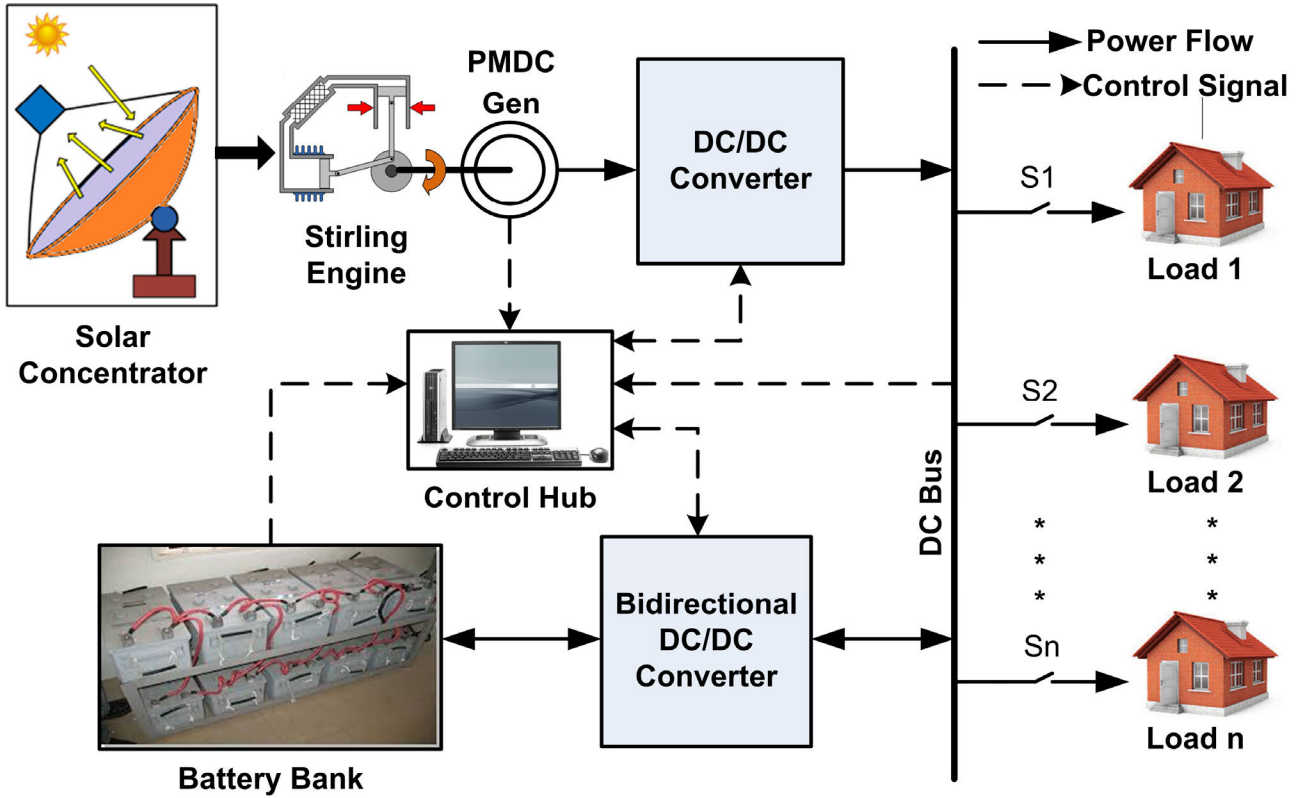 PMDC
Gen
Power Flow
Control Signal
DC/DC
Converter
S1
Stirling
Engine
Load 1
Solar
Concentrator
S2
Control Hub
Load 2
DC Bus
*
*
*
*
*
*
Bidirectional
DC/DC
Converter
Sn
Load n
Battery Bank